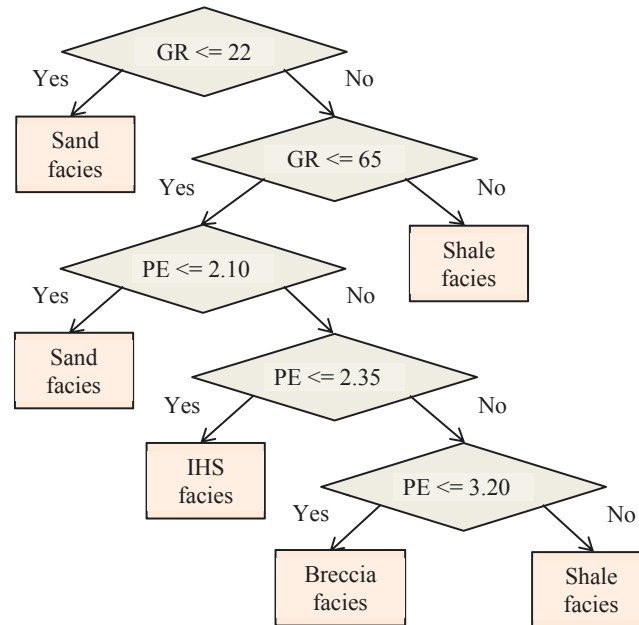 GR <= 22
Yes
No
Sand
facies
GR <= 65
Yes
No
Shale
facies
PE <= 2.10
Yes
No
Sand
facies
PE <= 2.35
Yes
No
IHS
facies
PE <= 3.20
Yes
No
Breccia
facies
Shale
facies